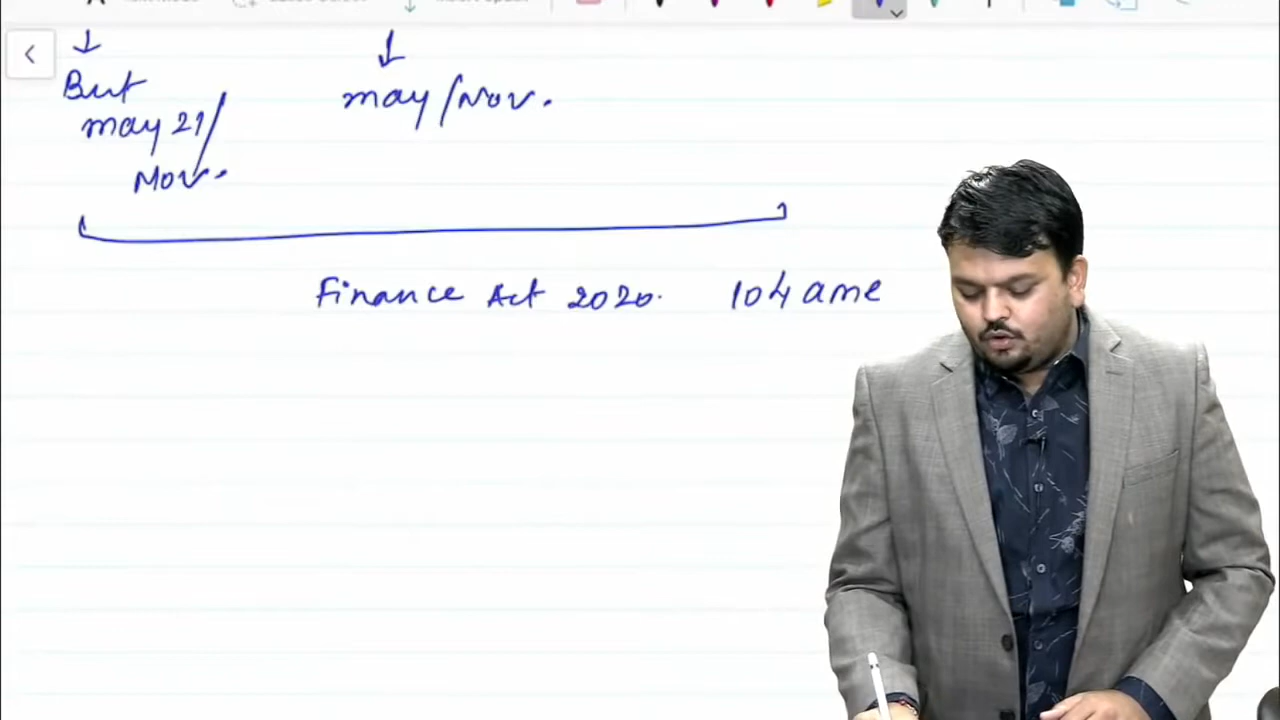 But
may 21/
Nov.
may/Nov.
Finance Act 2020. 104 ame